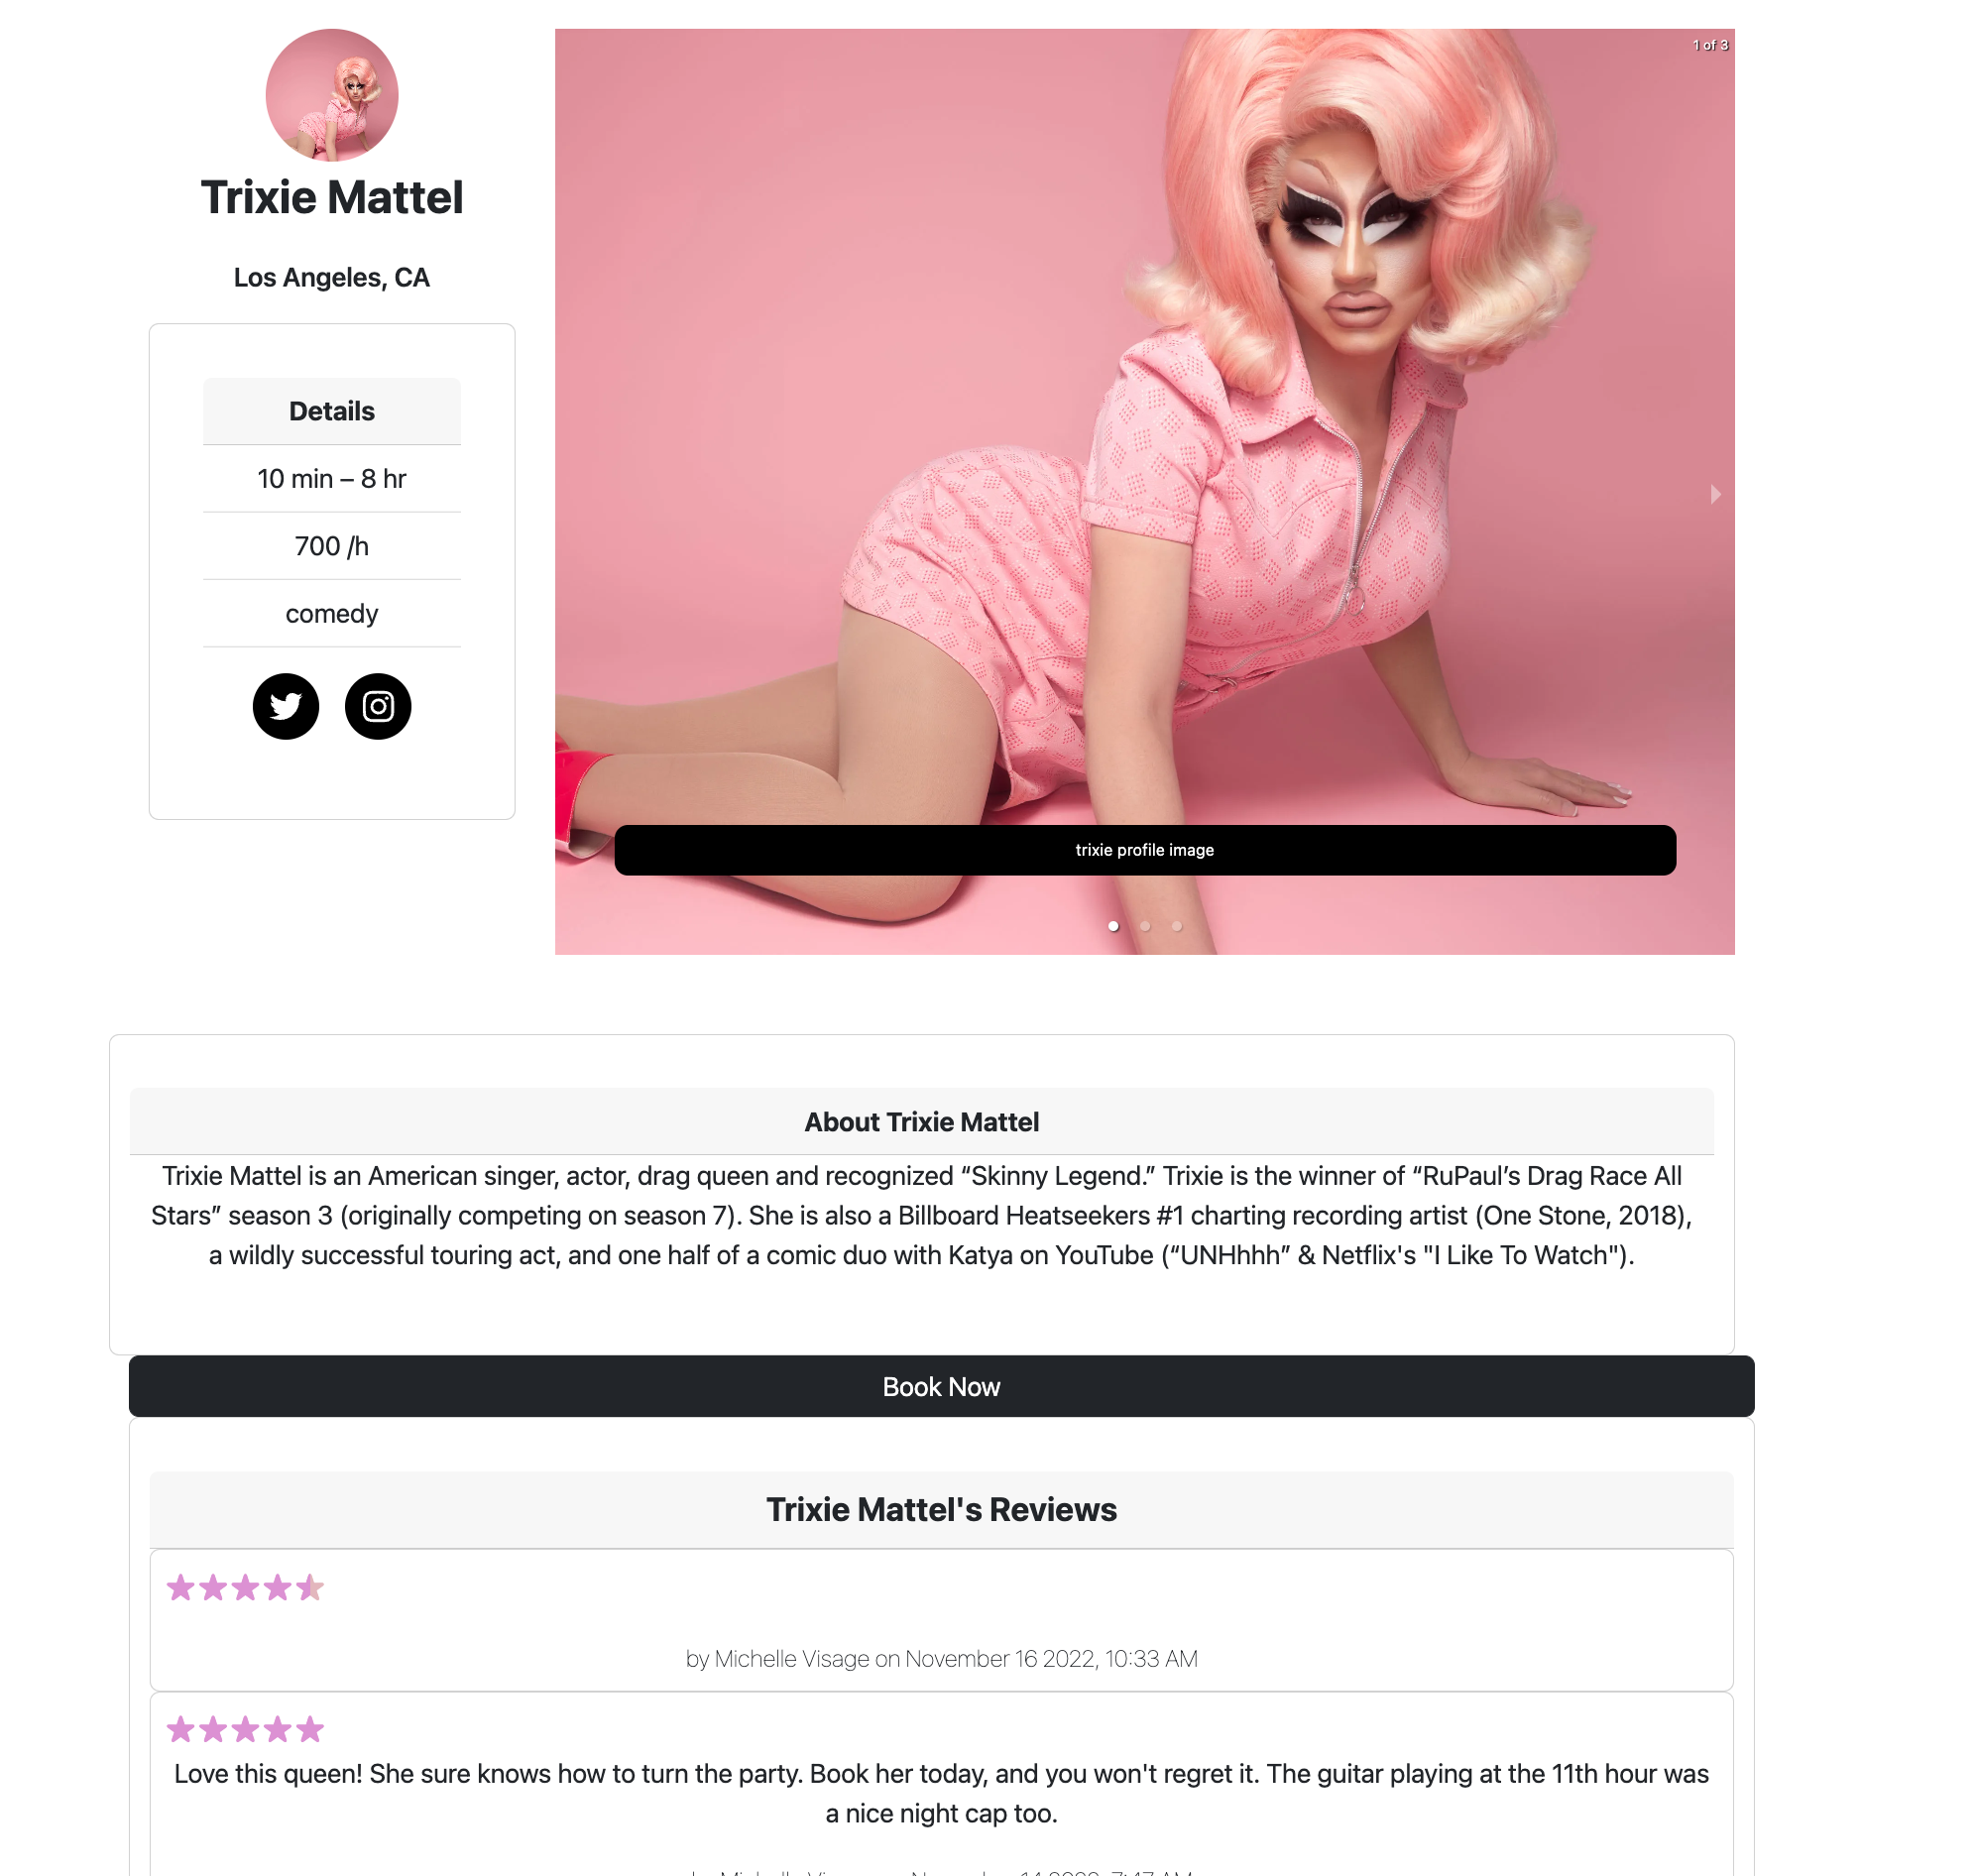 1 of 3
Trixie Mattel
Los Angeles, CA
Details
10 min – 8 hr
700 /h
comedy
trixie profile image
About Trixie Mattel
Trixie Mattel is an American singer, actor, drag queen and recognized “Skinny Legend.” Trixie is the winner of “RuPaul’s Drag Race All
Stars” season 3 (originally competing on season 7). She is also a Billboard Heatseekers #1 charting recording artist (One Stone, 2018),
a wildly successful touring act, and one half of a comic duo with Katya on YouTube (“UNHhhh” & Netflix's "I Like To Watch").
Book Now
Trixie Mattel's Reviews
by Michelle Visage on November 16 2022, 10:33 AM
Love this queen! She sure knows how to turn the party. Book her today, and you won't regret it. The guitar playing at the 11th hour was
a nice night cap too.